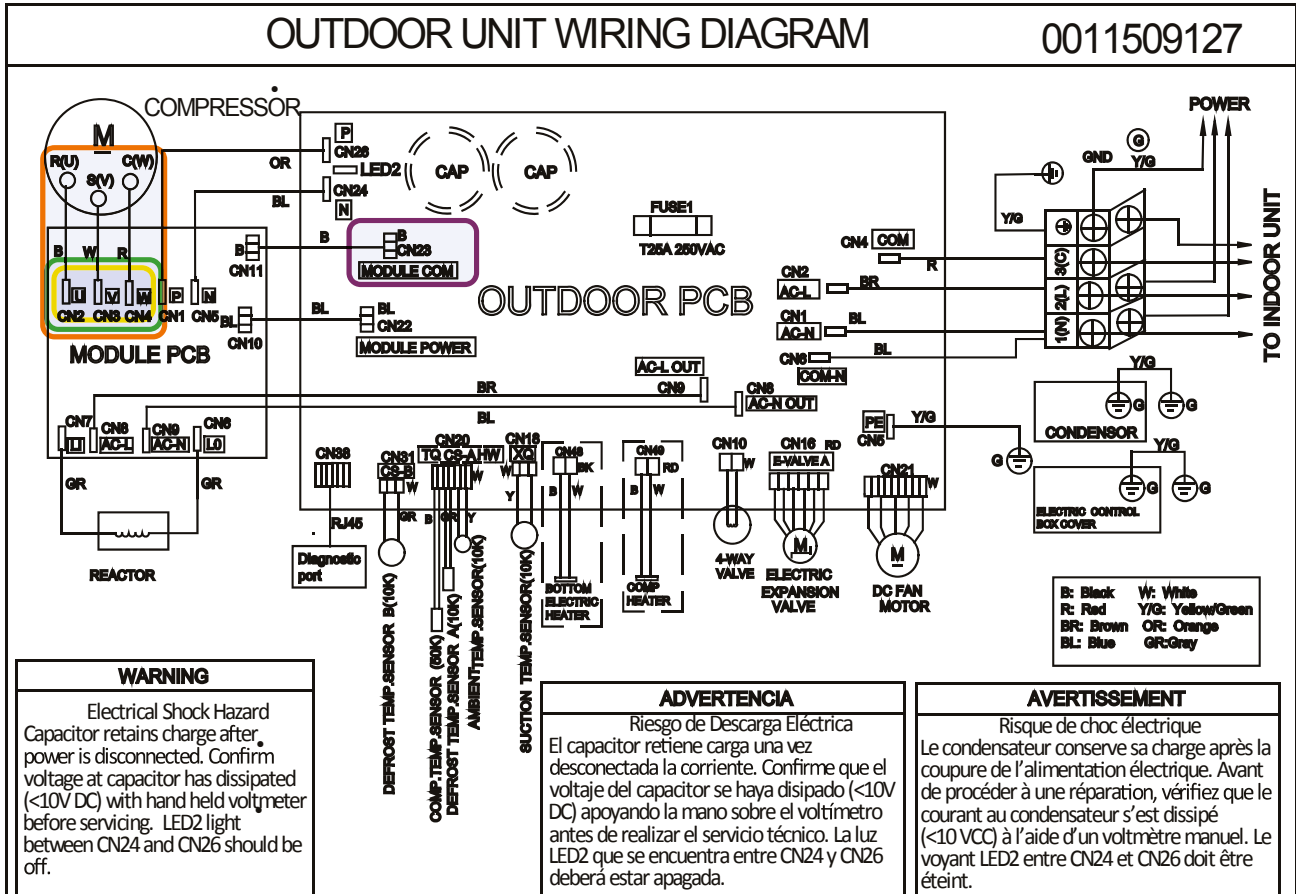 OUTDOOR UNIT WIRING DIAGRAM
0011509127
COMPRESSOR
M
R(U)
C(W)
S(V)
B
W
R
U
V
W
P
N
CN2
CN3
CN4
CN1
CN5
MODULE PCB
OR
BL
P
CN26
LED2
CN24
N
CAP
CAP
B
CN11
B
B
CN23
MODULE COM
BL
CN10
BL
BL
CN22
MODULE POWER
FUSE1
T25A 250VAC
OUTDOOR PCB
CN4
COM
R
CN2
AC-L
BR
CN1
AC-N
BL
CN6
COM-N
BL
AC-L OUT
CN9
CN8
AC-N OUT
BR
BL
PE
CN5
Y/G
G
POWER
G
GND
Y/G
Y/G
3(C)
2(L)
1(N)
TO INDOOR UNIT
Y/G
G
G
CONDENSOR
Y/G
G
G
ELECTRIC CONTROL
BOX COVER
CN7
LI
CN8
AC-L
CN9
AC-N
CN6
L0
GR
GR
REACTOR
CN38
RJ45
Diagnostic
port
CN31
CS-B
W
GR
DEFROST TEMP.SENSOR B(10K)
CN20
TQ CS-A HW
W
B
GR
Y
COMP.TEMP.SENSOR (50K)
DEFROST TEMP.SENSOR A(10K)
AMBIENT TEMP.SENSOR(10K)
CN18
XQ
W
Y
SUCTION TEMP.SENSOR(10K)
CN48
BK
B
W
BOTTOM
ELECTRIC
HEATER
CN49
RD
B
W
COMP
HEATER
CN10
W
4-WAY
VALVE
CN16
RD
E-VALVE A
M
ELECTRIC
EXPANSION
VALVE
CN21
W
M
DC FAN
MOTOR
B: Black W: White
R: Red Y/G: Yellow/Green
BR: Brown OR: Orange
BL: Blue GR:Gray
WARNING
Electrical Shock Hazard
Capacitor retains charge after
power is disconnected. Confirm
voltage at capacitor has dissipated
(<10V DC) with hand held voltmeter
before servicing. LED2 light
between CN24 and CN26 should be
off.
ADVERTENCIA
Riesgo de Descarga Eléctrica
El capacitor retiene carga una vez
desconectada la corriente. Confirme que el
voltaje del capacitor se haya disipado (<10V
DC) apoyando la mano sobre el voltímetro
antes de realizar el servicio técnico. La luz
LED2 que se encuentra entre CN24 y CN26
deberá estar apagada.
AVERTISSEMENT
Risque de choc électrique
Le condensateur conserve sa charge après la
coupure de l'alimentation électrique. Avant
de procéder à une réparation, vérifiez que le
courant au condensateur s'est dissipé
(<10 VCC) à l'aide d'un voltmètre manuel. Le
voyant LED2 entre CN24 et CN26 doit être
éteint.